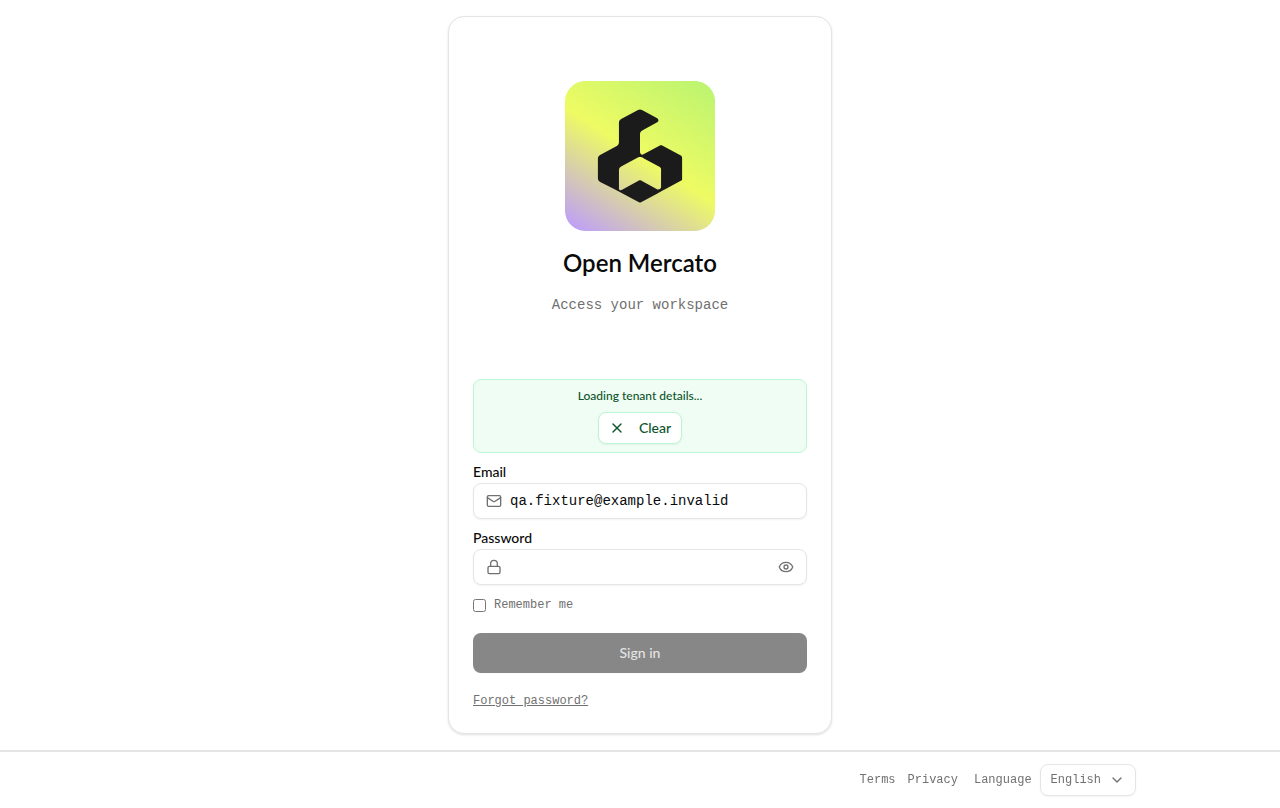 Open Mercato
Access your workspace
Loading tenant details...
Clear
Email
qa.fixture@example.invalid
Password
Remember me
Sign in
Forgot password?
Terms Privacy Language English